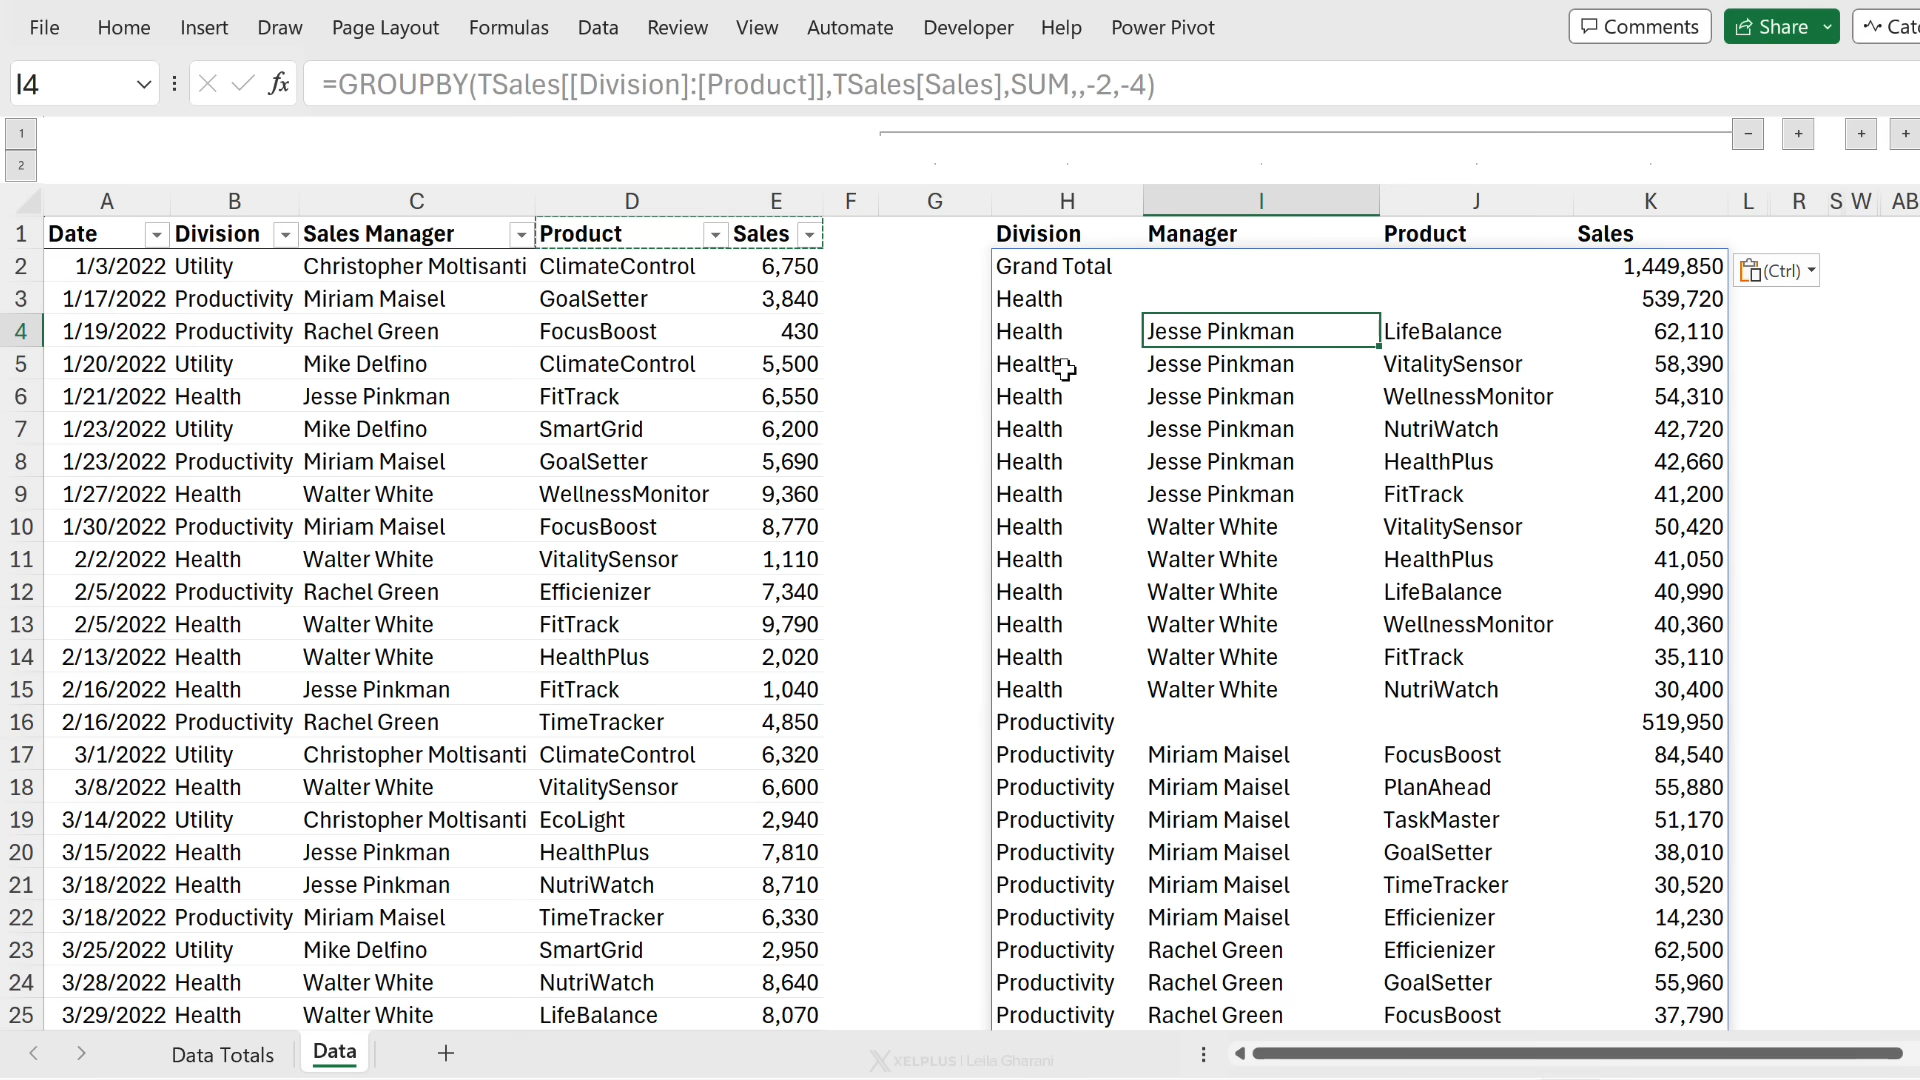 File Home Insert Draw Page Layout Formulas Data Review View Automate Developer Help Power Pivot Comments Share
I4 fx =GROUPBY(TSales[[Division]:[Product]],TSales[Sales],SUM,,-2,-4)
1
2
A B C D E F G H I J K L R S W AB
1 Date Division Sales Manager Product Sales Division Manager Product Sales
2 1/3/2022 Utility Christopher Moltisanti ClimateControl 6,750 Grand Total 1,449,850 (Ctrl)
3 1/17/2022 Productivity Miriam Maisel GoalSetter 3,840 Health 539,720
4 1/19/2022 Productivity Rachel Green FocusBoost 430 Health Jesse Pinkman LifeBalance 62,110
5 1/20/2022 Utility Mike Delfino ClimateControl 5,500 Health Jesse Pinkman VitalitySensor 58,390
6 1/21/2022 Health Jesse Pinkman FitTrack 6,550 Health Jesse Pinkman WellnessMonitor 54,310
7 1/23/2022 Utility Mike Delfino SmartGrid 6,200 Health Jesse Pinkman NutriWatch 42,720
8 1/23/2022 Productivity Miriam Maisel GoalSetter 5,690 Health Jesse Pinkman HealthPlus 42,660
9 1/27/2022 Health Walter White WellnessMonitor 9,360 Health Jesse Pinkman FitTrack 41,200
10 1/30/2022 Productivity Miriam Maisel FocusBoost 8,770 Health Walter White VitalitySensor 50,420
11 2/2/2022 Health Walter White VitalitySensor 1,110 Health Walter White HealthPlus 41,050
12 2/5/2022 Productivity Rachel Green Efficienizer 7,340 Health Walter White LifeBalance 40,990
13 2/5/2022 Health Walter White FitTrack 9,790 Health Walter White WellnessMonitor 40,360
14 2/13/2022 Health Walter White HealthPlus 2,020 Health Walter White FitTrack 35,110
15 2/16/2022 Health Jesse Pinkman FitTrack 1,040 Health Walter White NutriWatch 30,400
16 2/16/2022 Productivity Rachel Green TimeTracker 4,850 Productivity 519,950
17 3/1/2022 Utility Christopher Moltisanti ClimateControl 6,320 Productivity Miriam Maisel FocusBoost 84,540
18 3/8/2022 Health Walter White VitalitySensor 6,600 Productivity Miriam Maisel PlanAhead 55,880
19 3/14/2022 Utility Christopher Moltisanti EcoLight 2,940 Productivity Miriam Maisel TaskMaster 51,170
20 3/15/2022 Health Jesse Pinkman HealthPlus 7,810 Productivity Miriam Maisel GoalSetter 38,010
21 3/18/2022 Health Jesse Pinkman NutriWatch 8,710 Productivity Miriam Maisel TimeTracker 30,520
22 3/18/2022 Productivity Miriam Maisel TimeTracker 6,330 Productivity Miriam Maisel Efficienizer 14,230
23 3/25/2022 Utility Mike Delfino SmartGrid 2,950 Productivity Rachel Green Efficienizer 62,500
24 3/28/2022 Health Walter White NutriWatch 8,640 Productivity Rachel Green GoalSetter 55,960
25 3/29/2022 Health Walter White LifeBalance 8,070 Productivity Rachel Green FocusBoost 37,790
Data Totals Data XELPLUS | Leila Gharani